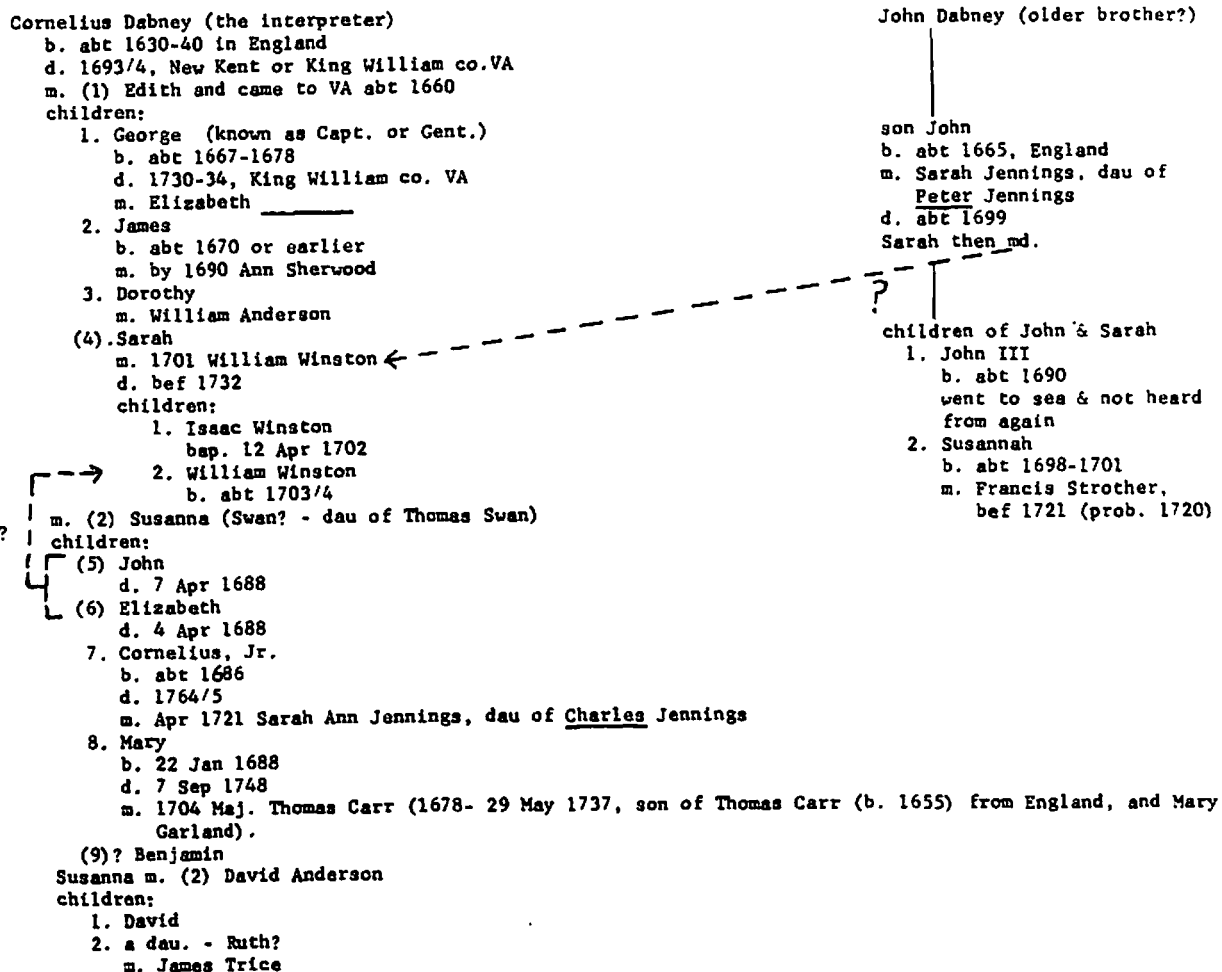 Cornelius Dabney (the interpreter)
b. abt 1630-40 in England
d. 1693/4, New Kent or King William co.VA
m. (1) Edith and came to VA abt 1660
children:
1. George (known as Capt. or Gent.)
b. abt 1667-1678
d. 1730-34, King William co. VA
m. Elizabeth ________
2. James
b. abt 1670 or earlier
m. by 1690 Ann Sherwood
3. Dorothy
m. William Anderson
(4).Sarah
m. 1701 William Winston
d. bef 1732
children:
1. Isaac Winston
bap. 12 Apr 1702
2. William Winston
b. abt 1703/4
?
m. (2) Susanna (Swan? - dau of Thomas Swan)
children:
(5) John
d. 7 Apr 1688
(6) Elizabeth
d. 4 Apr 1688
7. Cornelius, Jr.
b. abt 1686
d. 1764/5
m. Apr 1721 Sarah Ann Jennings, dau of Charles Jennings
8. Mary
b. 22 Jan 1688
d. 7 Sep 1748
m. 1704 Maj. Thomas Carr (1678- 29 May 1737, son of Thomas Carr (b. 1655) from England, and Mary
Garland).
(9)? Benjamin
Susanna m. (2) David Anderson
children:
1. David
2. a dau. - Ruth?
m. James Trice
John Dabney (older brother?)
son John
b. abt 1665, England
m. Sarah Jennings, dau of
Peter Jennings
d. abt 1699
Sarah then md.
?
children of John & Sarah
1. John III
b. abt 1690
went to sea & not heard
from again
2. Susannah
b. abt 1698-1701
m. Francis Strother,
bef 1721 (prob. 1720)